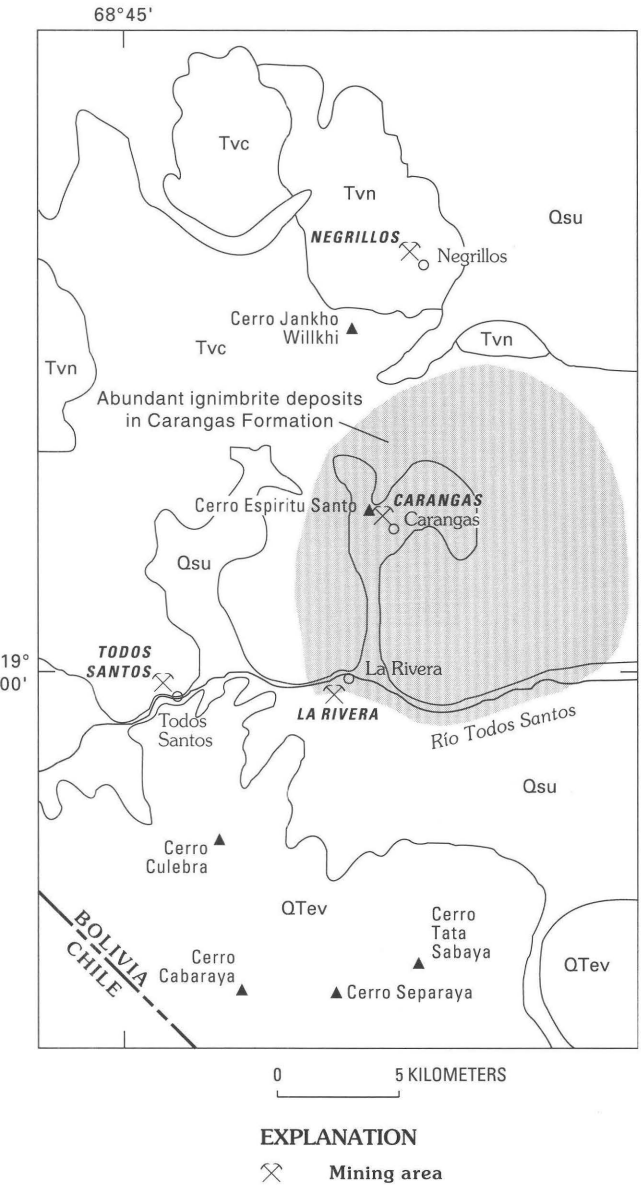 68°45'
Tvc
Tvn
Qsu
NEGRILLOS
Negrillos
Cerro Jankho
Willkhi
Tvc
Tvn
Tvn
Abundant ignimbrite deposits
in Carangas Formation
Cerro Espiritu Santo
CARANGAS
Carangas
Qsu
19°
00'
TODOS
SANTOS
La Rivera
LA RIVERA
Todos
Santos
Río Todos Santos
Qsu
Cerro
Culebra
QTev
BOLIVIA
CHILE
Cerro
Cabaraya
Cerro
Tata
Sabaya
Cerro Separaya
QTev
0 5 KILOMETERS
EXPLANATION
Mining area